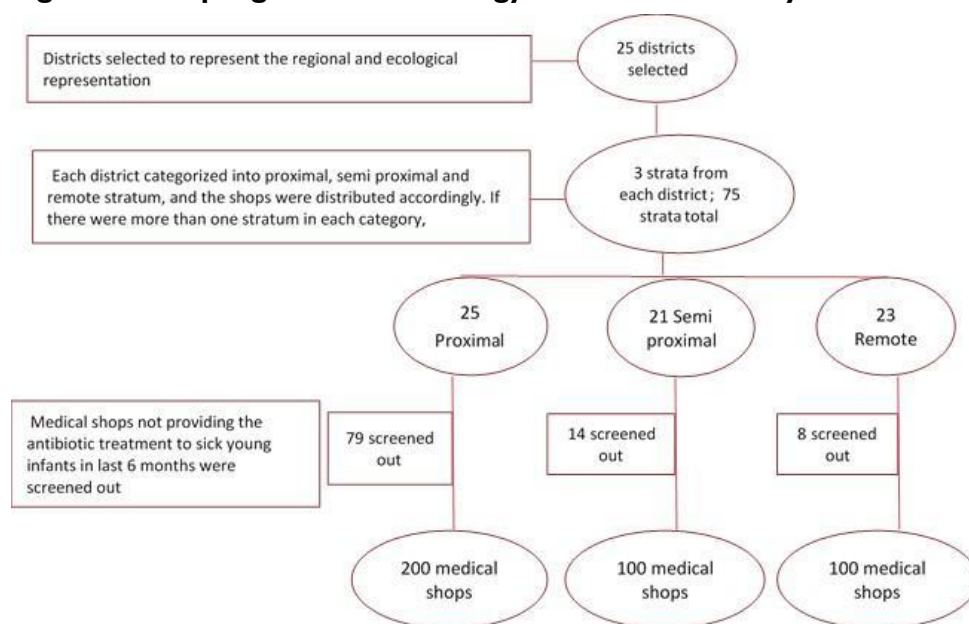 25 districts
selected
Districts selected to represent the regional and ecological
representation
3 strata from
each district; 75
strata total
Each district categorized into proximal, semi proximal and
remote stratum, and the shops were distributed accordingly. If
there were more than one stratum in each category,
25
Proximal
21 Semi
proximal
23
Remote
Medical shops not providing the
antibiotic treatment to sick young
infants in last 6 months were
screened out
79 screened
out
14 screened
out
8 screened
out
200 medical
shops
100 medical
shops
100 medical
shops